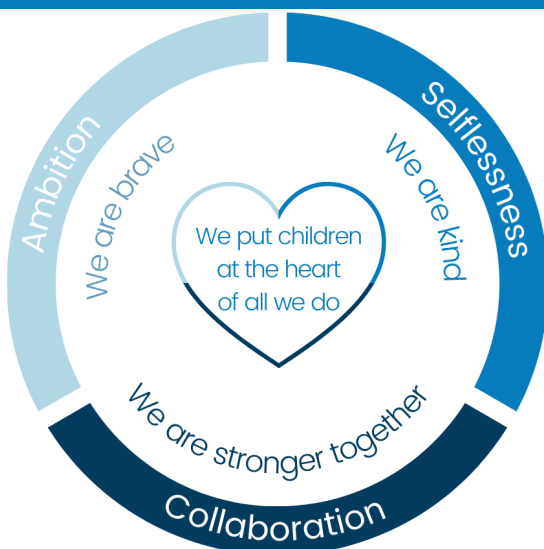 Ambition
We are brave
Selflessness
We are kind
We put children
at the heart
of all we do
We are stronger together
Collaboration